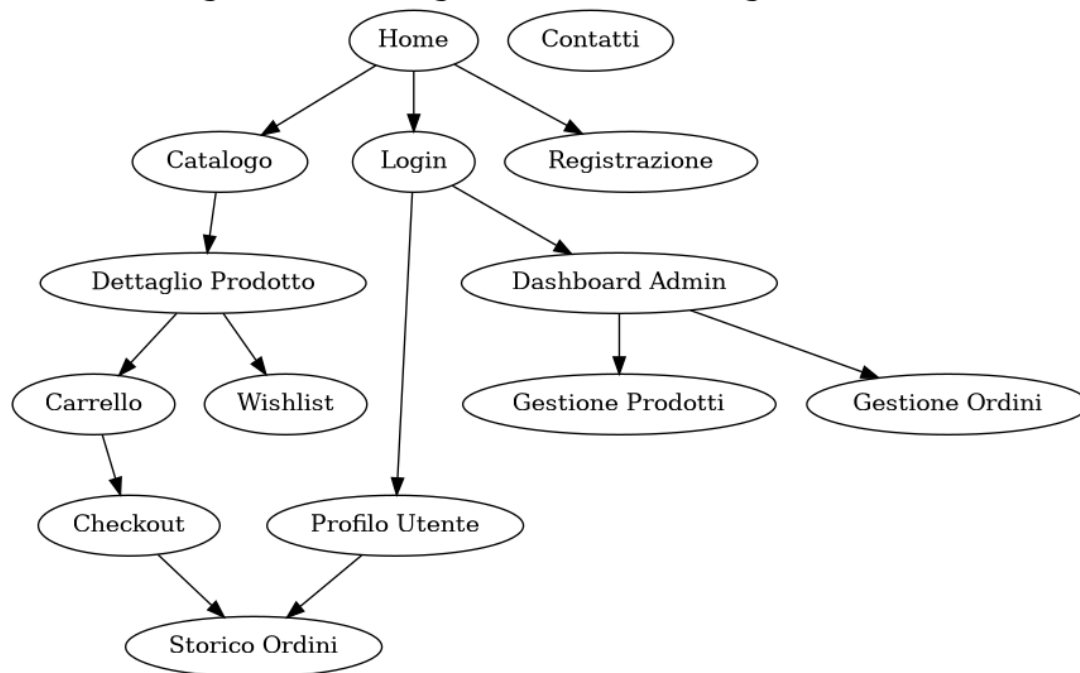 Home
Contatti
Catalogo
Login
Registrazione
Dettaglio Prodotto
Dashboard Admin
Carrello
Wishlist
Gestione Prodotti
Gestione Ordini
Checkout
Profilo Utente
Storico Ordini